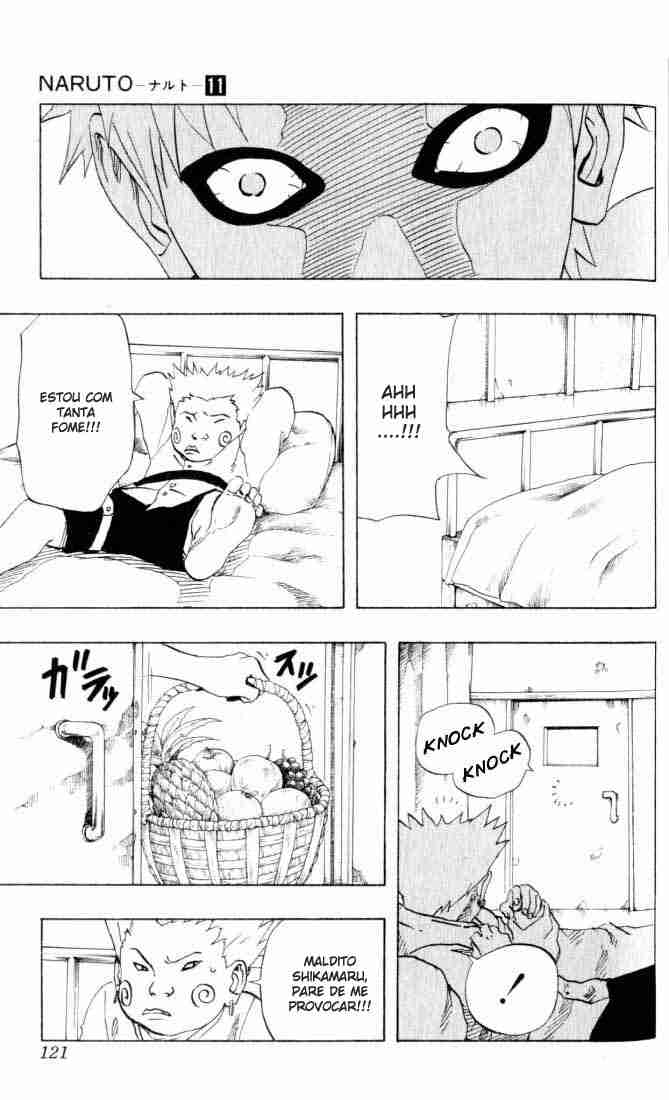 NARUTO—ナルト—11
AHH
HHH
....!!!
ESTOU COM
TANTA
FOME!!!
KNOCK
KNOCK
!
スッ
ガラッ
MALDITO
SHIKAMARU,
PARE DE ME
PROVOCAR!!!
121